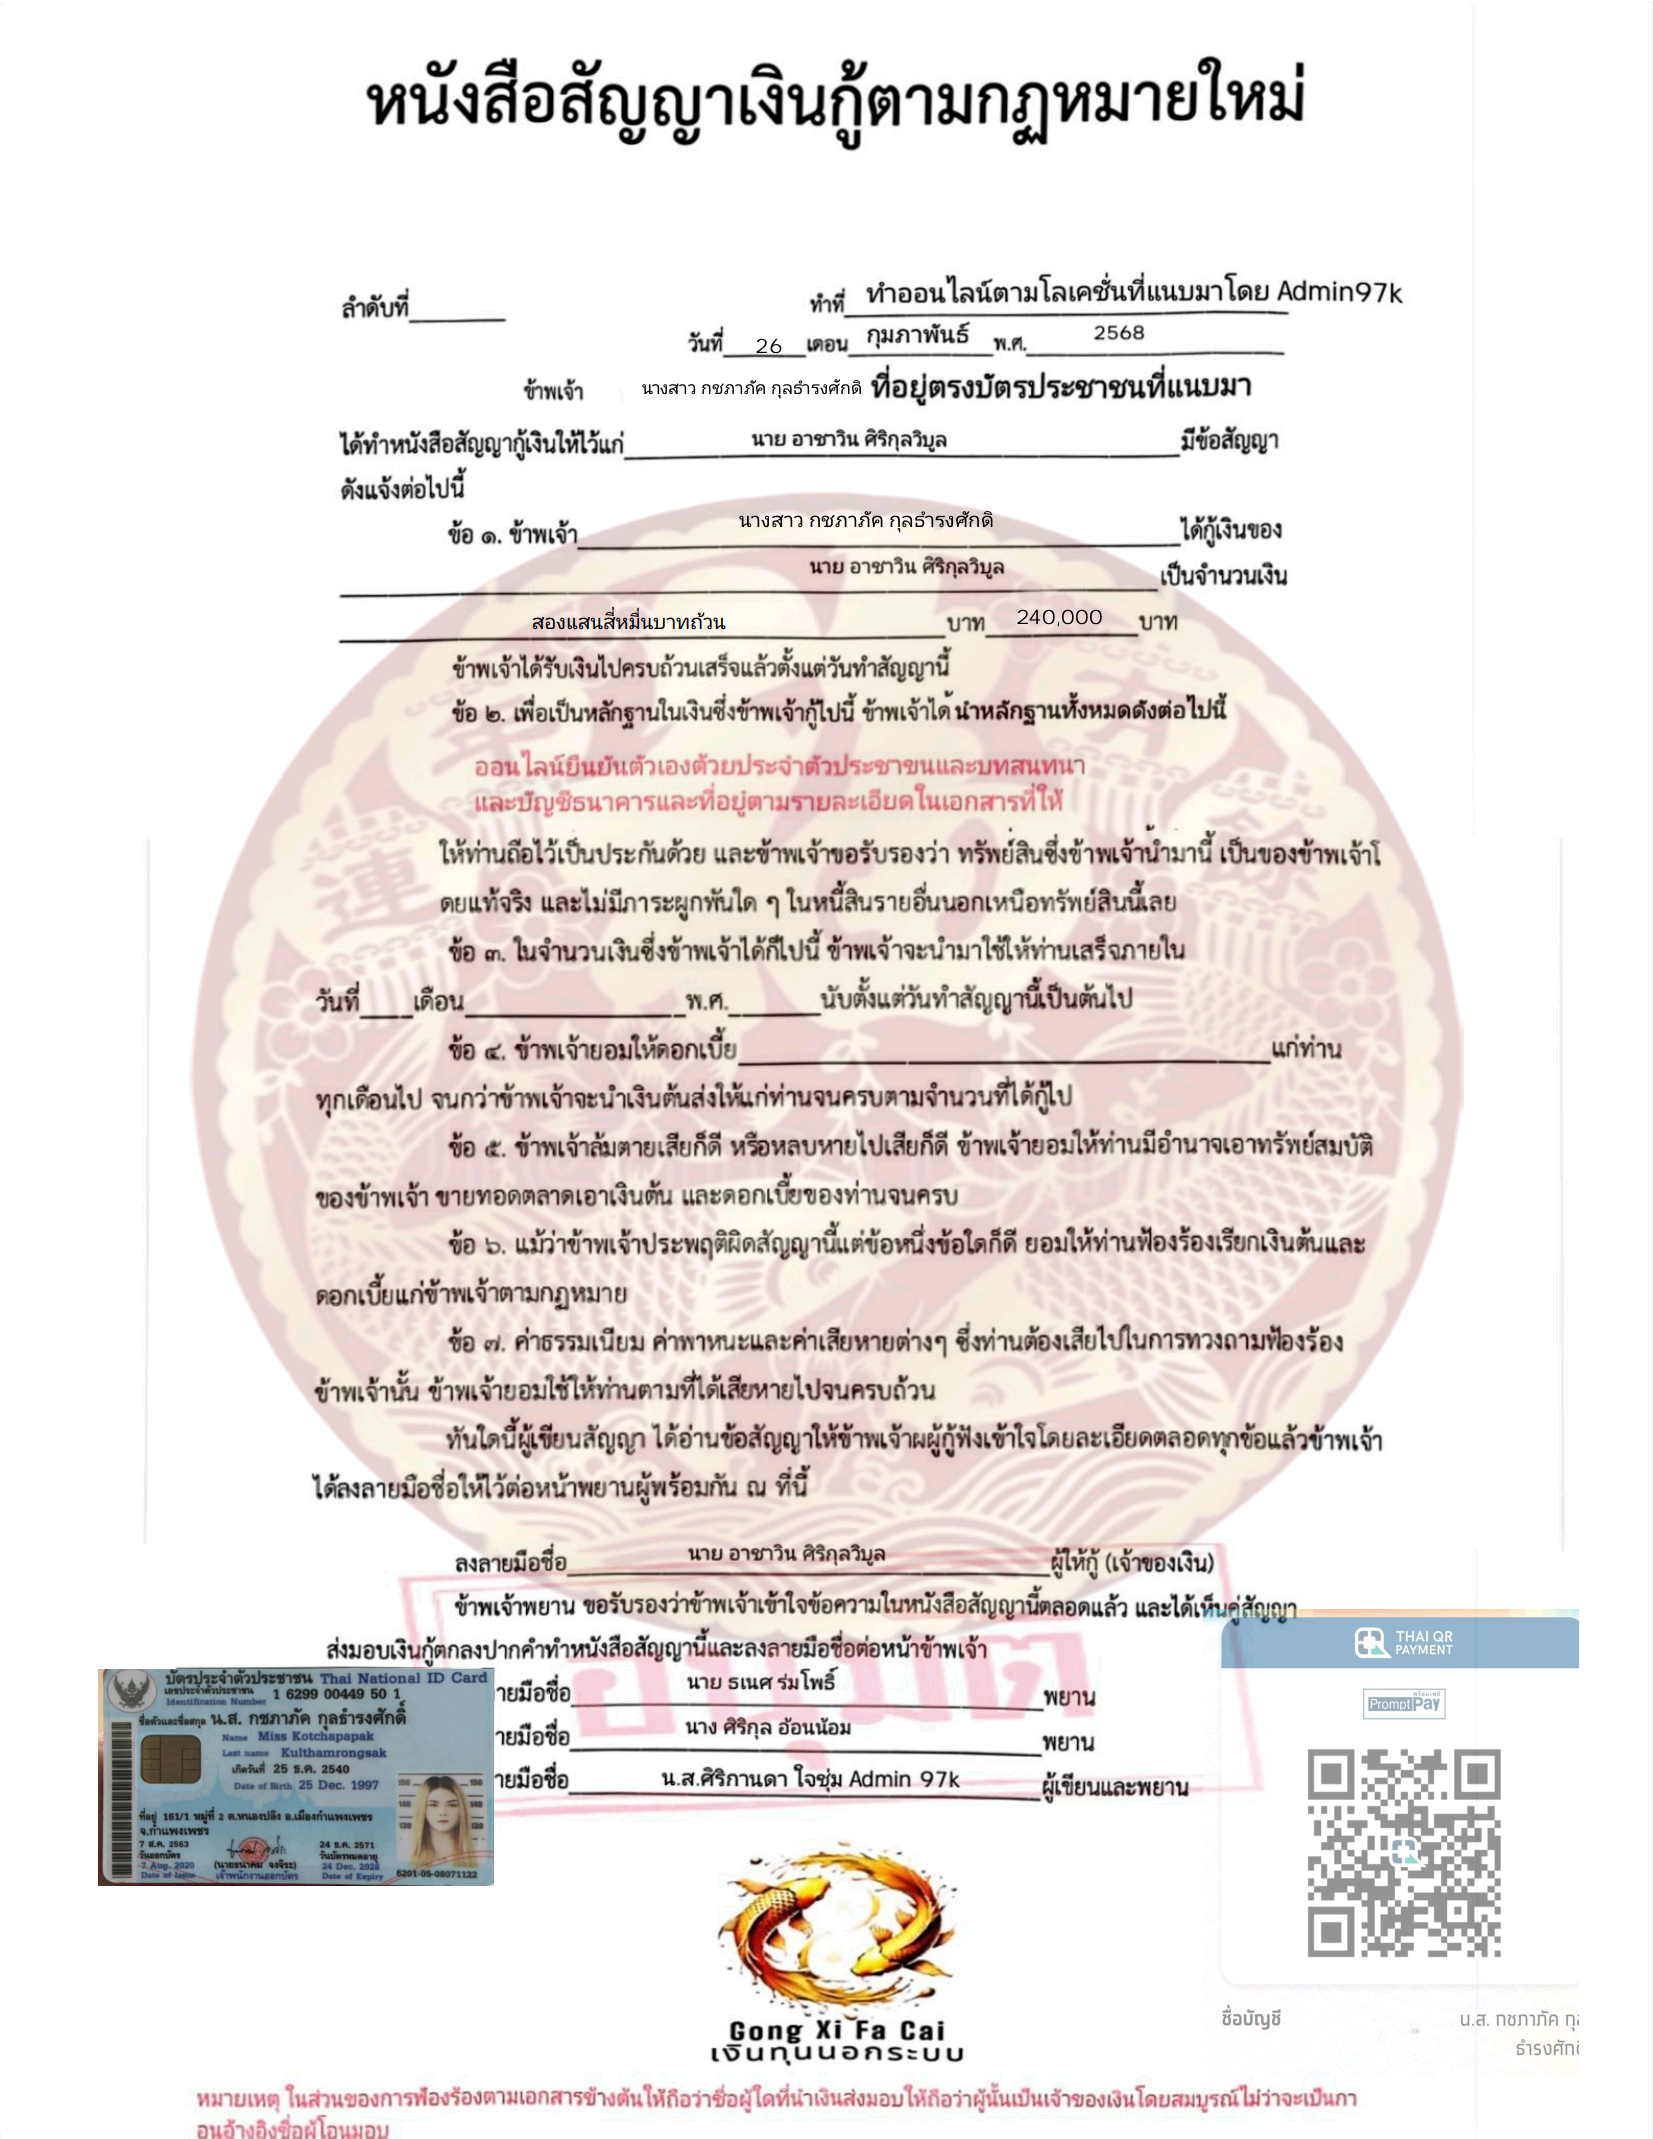 หนังสือสัญญาเงินกู้ตามกฏหมายใหม่
ลำดับที่ ทำที่ ทำออนไลน์ตามโลเคชั่นที่แนบมาโดย Admin97k
วันที่ 26 เดือน กุมภาพันธ์ พ.ศ. 2568
ข้าพเจ้า นางสาว กชภาภัค กุลธำรงศักดิ ที่อยู่ตรงบัตรประชาชนที่แนบมา
ได้ทำหนังสือสัญญากู้เงินให้ไว้แก่ นาย อาชาวิน ศิริกุลวิบูล มีข้อสัญญา
ดังแจ้งต่อไปนี้
ข้อ ๑. ข้าพเจ้า นางสาว กชภาภัค กุลธำรงศักดิ ได้กู้เงินของ
นาย อาชาวิน ศิริกุลวิบูล เป็นจำนวนเงิน
สองแสนสี่หมื่นบาทถ้วน บาท 240,000 บาท
ข้าพเจ้าได้รับเงินไปครบถ้วนเสร็จแล้วตั้งแต่วันทำสัญญานี้
ข้อ ๒. เพื่อเป็นหลักฐานในเงินซึ่งข้าพเจ้ากู้ไปนี้ ข้าพเจ้าได้ นำหลักฐานทั้งหมดดังต่อไปนี้
ออนไลน์ยืนยันตัวเองด้วยประจำตัวประชาขนและบทสนทนา
และบัญชีธนาคารและที่อยู่ตามรายละเอียดในเอกสารที่ให้
ให้ท่านถือไว้เป็นประกันด้วย และข้าพเจ้าขอรับรองว่า ทรัพย์สินซึ่งข้าพเจ้านำมานี้ เป็นของข้าพเจ้าโ
ดยแท้จริง และไม่มีภาระผูกพันใด ๆ ในหนี้สินรายอื่นนอกเหนือทรัพย์สินนี้เลย
ข้อ ๓. ในจำนวนเงินซึ่งข้าพเจ้าได้ก็ไปนี้ ข้าพเจ้าจะนำมาใช้ให้ท่านเสร็จภายใน
วันที่ เดือน พ.ศ. นับตั้งแต่วันทำสัญญานี้เป็นต้นไป
ข้อ ๔. ข้าพเจ้ายอมให้ดอกเบี้ย แก่ท่าน
ทุกเดือนไป จนกว่าข้าพเจ้าจะนำเงินต้นส่งให้แก่ท่านจนครบตามจำนวนที่ได้กู้ไป
ข้อ ๕. ข้าพเจ้าล้มตายเสียก็ดี หรือหลบหายไปเสียก็ดี ข้าพเจ้ายอมให้ท่านมีอำนาจเอาทรัพย์สมบัติ
ของข้าพเจ้า ขายทอดตลาดเอาเงินต้น และดอกเบี้ยของท่านจนครบ
ข้อ ๖. แม้ว่าข้าพเจ้าประพฤติผิดสัญญานี้แต่ข้อหนึ่งข้อใดก็ดี ยอมให้ท่านฟ้องร้องเรียกเงินต้นและ
ดอกเบี้ยแก่ข้าพเจ้าตามกฏหมาย
ข้อ ๗. ค่าธรรมเนียม ค่าพาหนะและค่าเสียหายต่างๆ ซึ่งท่านต้องเสียไปในการทวงถามฟ้องร้อง
ข้าพเจ้านั้น ข้าพเจ้ายอมใช้ให้ท่านตามที่ได้เสียหายไปจนครบถ้วน
ทันใดนี้ผู้เขียนสัญญา ได้อ่านข้อสัญญาให้ข้าพเจ้าผผู้กู้ฟังเข้าใจโดยละเอียดตลอดทุกข้อแล้วข้าพเจ้า
ได้ลงลายมือชื่อให้ไว้ต่อหน้าพยานผู้พร้อมกัน ณ ที่นี้
ลงลายมือชื่อ นาย อาชาวิน ศิริกุลวิบูล ผู้ให้กู้ (เจ้าของเงิน)
ข้าพเจ้าพยาน ขอรับรองว่าข้าพเจ้าเข้าใจข้อความในหนังสือสัญญานี้ตลอดแล้ว และได้เห็นคู่สัญญา
ส่งมอบเงินกู้ตกลงปากคำทำหนังสือสัญญานี้และลงลายมือชื่อต่อหน้าข้าพเจ้า
ายมือชื่อ นาย ธเนศ ร่มโพธิ์ พยาน
ายมือชื่อ นาง ศิริกุล อ้อนน้อม พยาน
ายมือชื่อ น.ส.ศิริกานดา ใจชุ่ม Admin 97k ผู้เขียนและพยาน
อนุมัติ
บัตรประจำตัวประชาชน Thai National ID Card
เลขประจำตัวประชาชน 1 6299 00449 50 1
Identification Number
ชื่อตัวและชื่อสกุล น.ส. กชภาภัค กุลธำรงศักดิ์
Name Miss Kotchapapak
Last name Kulthamrongsak
เกิดวันที่ 25 ธ.ค. 2540
Date of Birth 25 Dec. 1997
ที่อยู่ 161/1 หมู่ที่ 2 ต.หนองปลิง อ.เมืองกำแพงเพชร
จ.กำแพงเพชร
7 ส.ค. 2563 24 ธ.ค. 2571
วันออกบัตร วันบัตรหมดอายุ
7 Aug. 2020 24 Dec. 2028
Date of Issue เจ้าพนักงานออกบัตร Date of Expiry
6201-05-08071122
THAI QR
PAYMENT
พร้อมเพย์
PromptPay
ชื่อบัญชี น.ส. กชภาภัค กุล
ธำรงศักดิ
Gong Xi Fa Cai
เงินทุนนอกระบบ
หมายเหตุ ในส่วนของการฟ้องร้องตามเอกสารข้างต้นให้ถือว่าชื่อผู้ใดที่นำเงินส่งมอบให้ถือว่าผู้นั้นเป็นเจ้าของเงินโดยสมบูรณ์ไม่ว่าจะเป็นกา
อนอ้างอิงชื่อผู้โอนมอบ